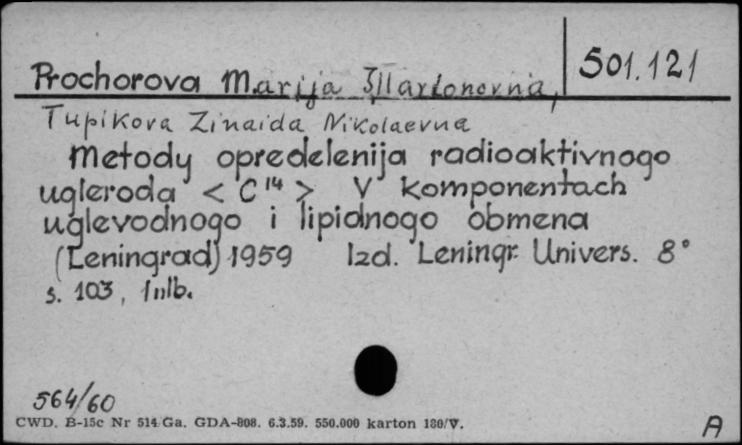 Prochorova Marija Illarionovna, 501.121
Tupikova Zinaida Nikolaevna
Metody opredelenija radioaktivnogo
ugleroda < C¹⁴ > v komponentach
uglevodnogo i lipidnogo obmena
(Leningrad) 1959 Izd. Leningr. Univers. 8°
s. 103,
564/60
CWD. B-15c Nr 514 Ga. GDA-808. 6.3.59. 550.000 karton 180/V.
A